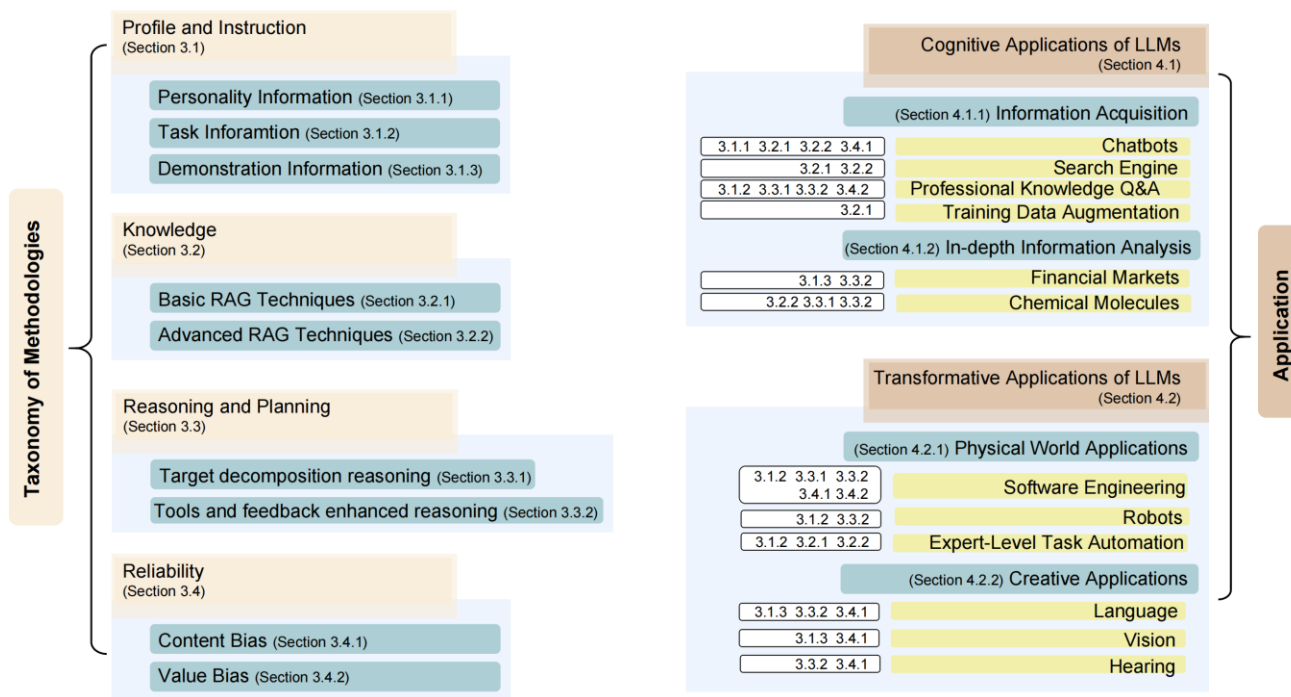 Taxonomy of Methodologies
Profile and Instruction
(Section 3.1)
Personality Information (Section 3.1.1)
Task Inforamtion (Section 3.1.2)
Demonstration Information (Section 3.1.3)
Knowledge
(Section 3.2)
Basic RAG Techniques (Section 3.2.1)
Advanced RAG Techniques (Section 3.2.2)
Reasoning and Planning
(Section 3.3)
Target decomposition reasoning (Section 3.3.1)
Tools and feedback enhanced reasoning (Section 3.3.2)
Reliability
(Section 3.4)
Content Bias (Section 3.4.1)
Value Bias (Section 3.4.2)
Cognitive Applications of LLMs
(Section 4.1)
(Section 4.1.1) Information Acquisition
3.1.1 3.2.1 3.2.2 3.4.1 Chatbots
3.2.1 3.2.2 Search Engine
3.1.2 3.3.1 3.3.2 3.4.2 Professional Knowledge Q&A
3.2.1 Training Data Augmentation
(Section 4.1.2) In-depth Information Analysis
3.1.3 3.3.2 Financial Markets
3.2.2 3.3.1 3.3.2 Chemical Molecules
Transformative Applications of LLMs
(Section 4.2)
(Section 4.2.1) Physical World Applications
3.1.2 3.3.1 3.3.2
3.4.1 3.4.2
Software Engineering
3.1.2 3.3.2 Robots
3.1.2 3.2.1 3.2.2 Expert-Level Task Automation
(Section 4.2.2) Creative Applications
3.1.3 3.3.2 3.4.1 Language
3.1.3 3.4.1 Vision
3.3.2 3.4.1 Hearing
Application